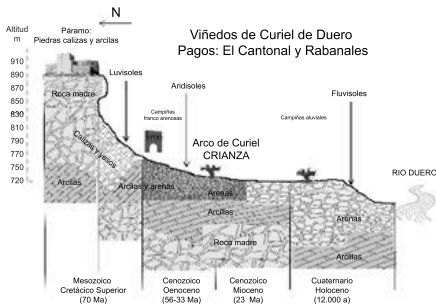 N
Viñedos de Curiel de Duero
Pagos: El Cantonal y Rabanales
Altitud
m
Páramo:
Piedras calizas y arcilas
910
890
870
850
830
810
790
770
750
720
Luvisoles
Aridisoles
Fluvisoles
Campiñas
franco arenosas
Campiñas aluviales
Roca madre
Arco de Curiel
CRIANZA
Calizas y yesos
RIO DUERO
Arcillas
Arcillas y arenas
Arenas
Arenas
Arcillas
Roca madre
Arcillas
Mesozoico
Cretácico Superior
(70 Ma)
Cenozoico
Oenoceno
(56-33 Ma)
Cenozoico
Mioceno
(23 Ma)
Cuaternario
Holoceno
(12.000 a)